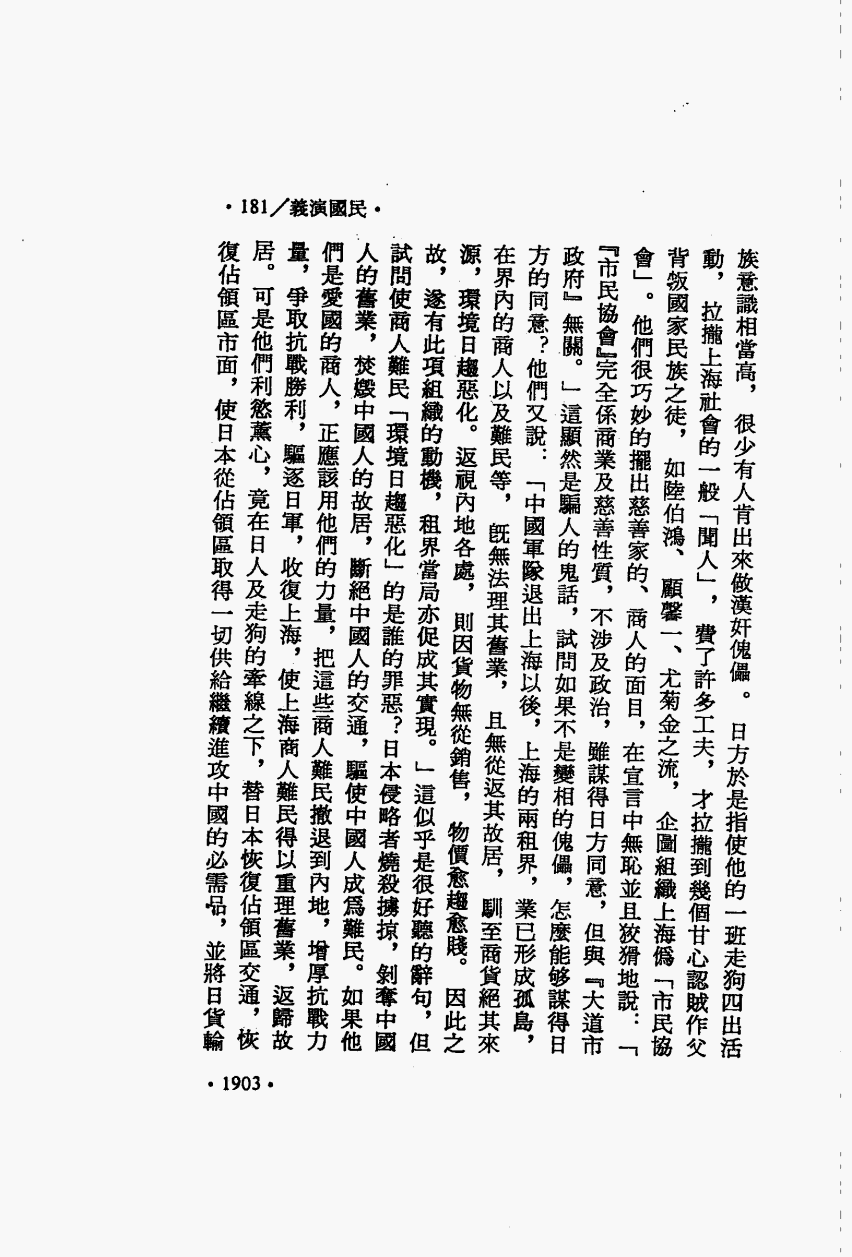 •181／義演國民•
族意識相當高，很少有人肯出來做漢奸傀儡。日方於是指使他的一班走狗四出活
動，拉攏上海社會的一般「聞人」，費了許多工夫，才拉攏到幾個甘心認賊作父
背叛國家民族之徒，如陸伯鴻、顧馨一、尤菊金之流，企圖組織上海僞「市民協
會」。他們很巧妙的擺出慈善家的、商人的面目，在宣言中無恥並且狡猾地說：「
『市民協會』完全係商業及慈善性質，不涉及政治，雖謀得日方同意，但與『大道市
政府』無關。」這顯然是騙人的鬼話，試問如果不是變相的傀儡，怎麼能够謀得日
方的同意？他們又說：「中國軍隊退出上海以後，上海的兩租界，業已形成孤島，
在界內的商人以及難民等，旣無法理其舊業，且無從返其故居，馴至商貨絕其來
源，環境日趨惡化。返視內地各處，則因貨物無從銷售，物價愈趨愈賤。因此之
故，遂有此項組織的動機，租界當局亦促成其實現。」這似乎是很好聽的辭句，但
試問使商人難民「環境日趨惡化」的是誰的罪惡？日本侵略者燒殺擄掠，剝奪中國
人的舊業，焚燬中國人的故居，斷絕中國人的交通，驅使中國人成爲難民。如果他
們是愛國的商人，正應該用他們的力量，把這些商人難民撤退到內地，增厚抗戰力
量，爭取抗戰勝利，驅逐日軍，收復上海，使上海商人難民得以重理舊業，返歸故
居。可是他們利慾薰心，竟在日人及走狗的牽線之下，替日本恢復佔領區交通，恢
復佔領區市面，使日本從佔領區取得一切供給繼續進攻中國的必需品，並將日貨輸
•1903•